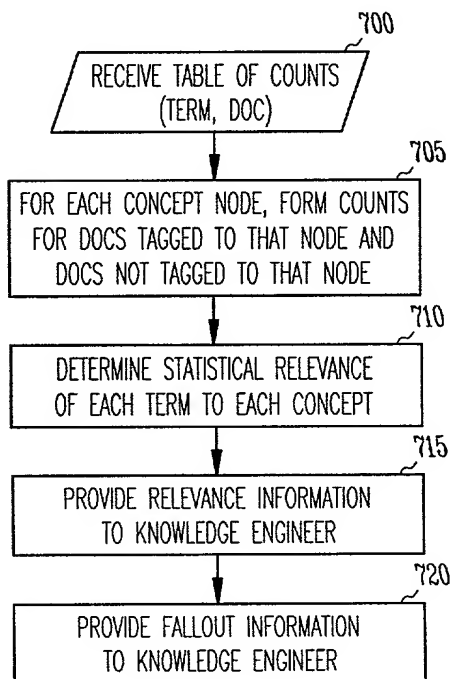 700
RECEIVE TABLE OF COUNTS
(TERM, DOC)
705
FOR EACH CONCEPT NODE, FORM COUNTS
FOR DOCS TAGGED TO THAT NODE AND
DOCS NOT TAGGED TO THAT NODE
710
DETERMINE STATISTICAL RELEVANCE
OF EACH TERM TO EACH CONCEPT
715
PROVIDE RELEVANCE INFORMATION
TO KNOWLEDGE ENGINEER
720
PROVIDE FALLOUT INFORMATION
TO KNOWLEDGE ENGINEER